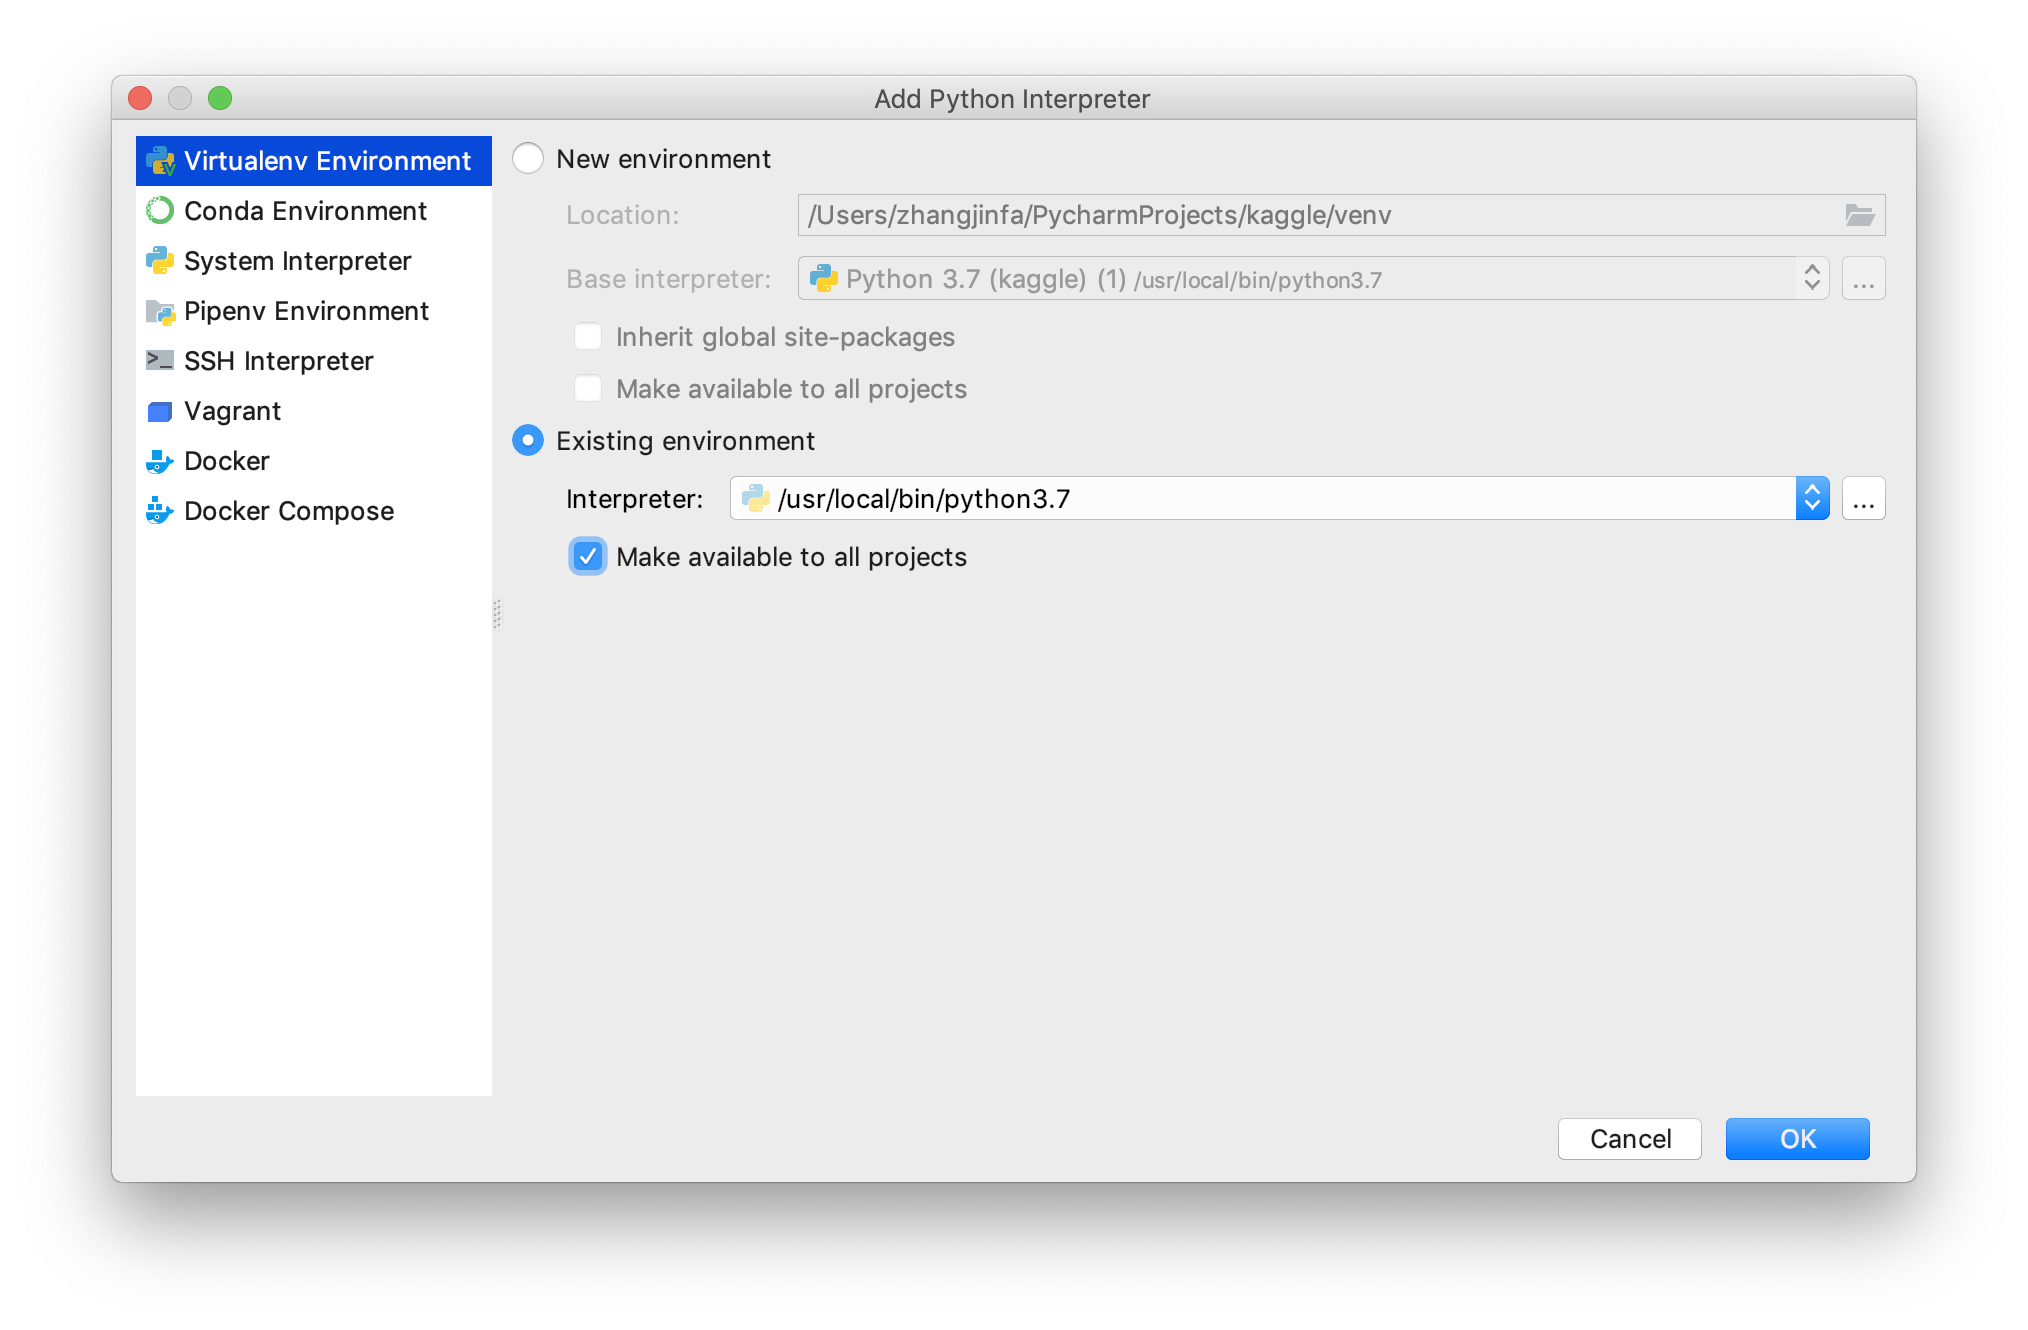 Add Python Interpreter
Virtualenv Environment
Conda Environment
System Interpreter
Pipenv Environment
SSH Interpreter
Vagrant
Docker
Docker Compose
New environment
Location: /Users/zhangjinfa/PycharmProjects/kaggle/venv
Base interpreter: Python 3.7 (kaggle) (1) /usr/local/bin/python3.7 ...
Inherit global site-packages
Make available to all projects
Existing environment
Interpreter: /usr/local/bin/python3.7 ...
Make available to all projects
Cancel OK